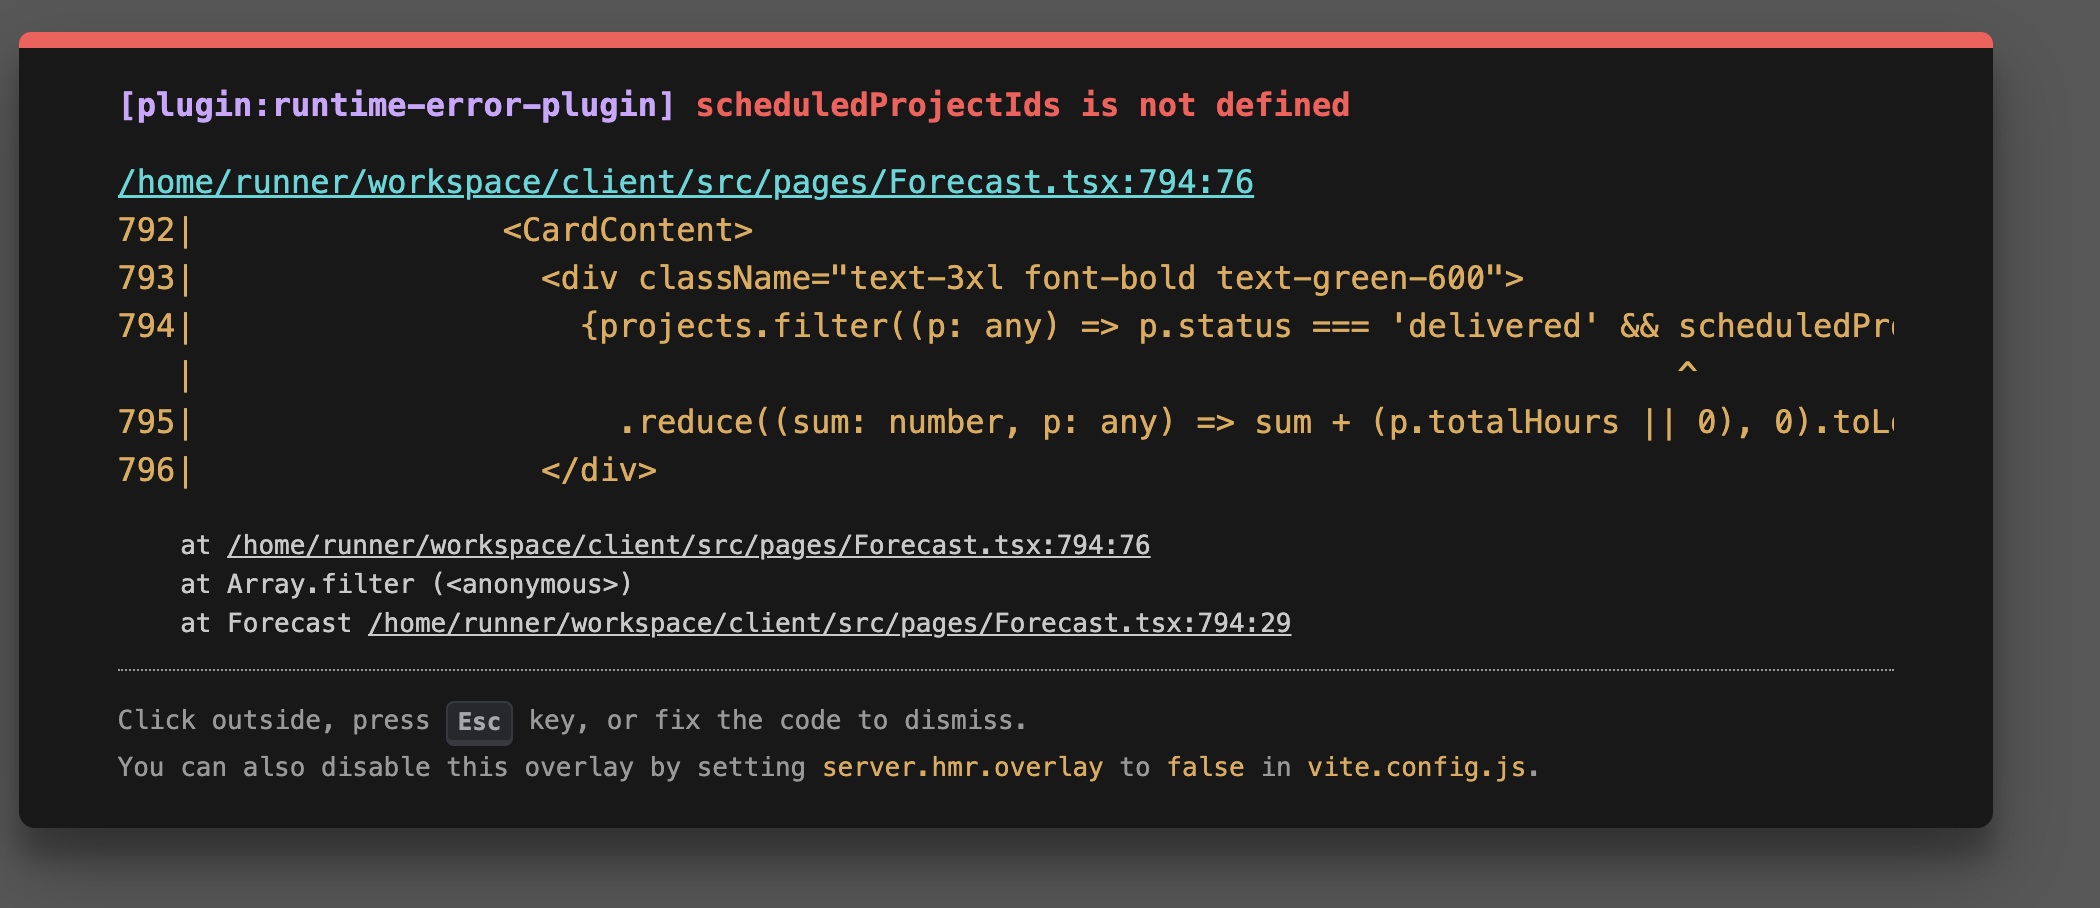 [plugin:runtime-error-plugin] scheduledProjectIds is not defined
/home/runner/workspace/client/src/pages/Forecast.tsx:794:76
792|                <CardContent>
793|                  <div className="text-3xl font-bold text-green-600">
794|                    {projects.filter((p: any) => p.status === 'delivered' && scheduledPro
   |                                                                             ^
795|                      .reduce((sum: number, p: any) => sum + (p.totalHours || 0), 0).toLo
796|                  </div>
at /home/runner/workspace/client/src/pages/Forecast.tsx:794:76
at Array.filter (<anonymous>)
at Forecast /home/runner/workspace/client/src/pages/Forecast.tsx:794:29
Click outside, press Esc key, or fix the code to dismiss.
You can also disable this overlay by setting server.hmr.overlay to false in vite.config.js.